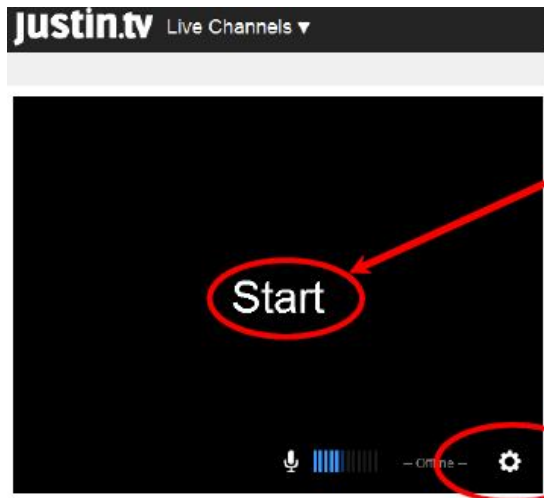 justin.tv Live Channels ▾
Start
-- Offline --